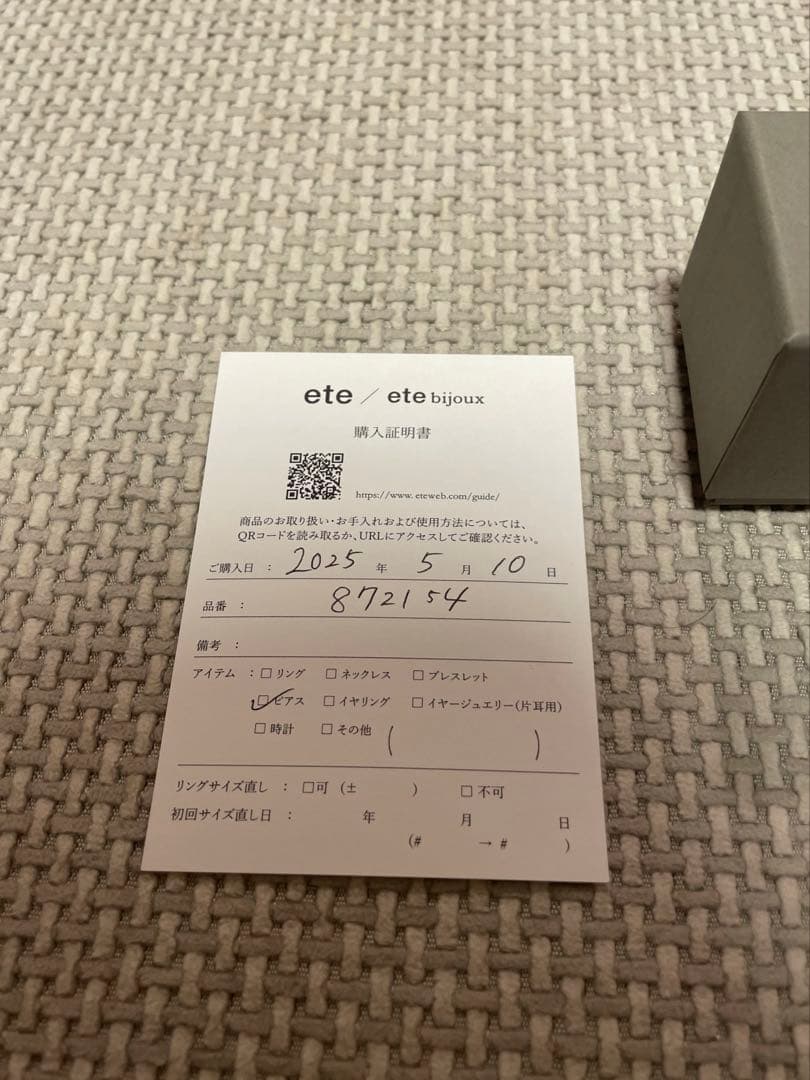 ete / ete bijoux
購入証明書
https://www.eteweb.com/guide/
商品のお取り扱い・お手入れおよび使用方法については、
QRコードを読み取るか、URLにアクセスしてご確認ください。
ご購入日 : 2025 年 5 月 10 日
品番 : 872154
備考 :
アイテム : □ リング □ ネックレス □ ブレスレット
☑ ピアス □ イヤリング □ イヤージュエリー(片耳用)
□ 時計 □ その他 ( )
リングサイズ直し : □可 (± ) □ 不可
初回サイズ直し日 : 年 月 日
(# → # )